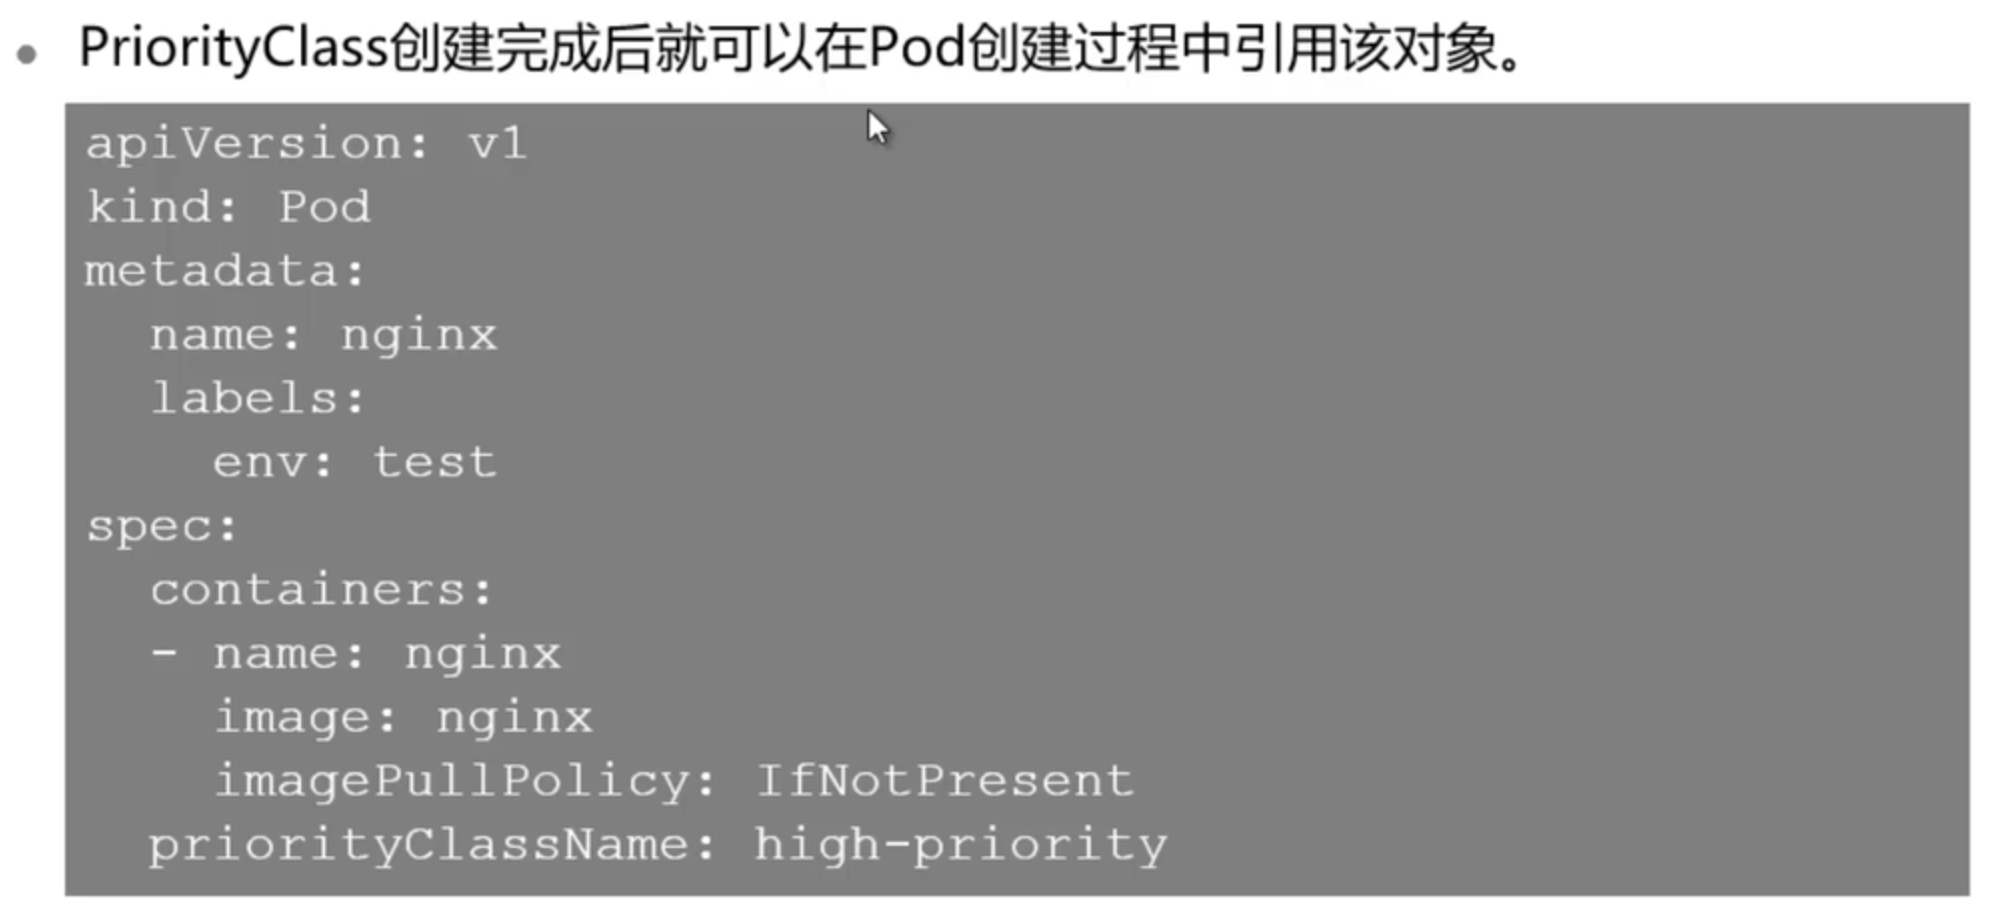 • PriorityClass创建完成后就可以在Pod创建过程中引用该对象。
apiVersion: v1
kind: Pod
metadata:
  name: nginx
  labels:
    env: test
spec:
  containers:
  - name: nginx
    image: nginx
    imagePullPolicy: IfNotPresent
  priorityClassName: high-priority